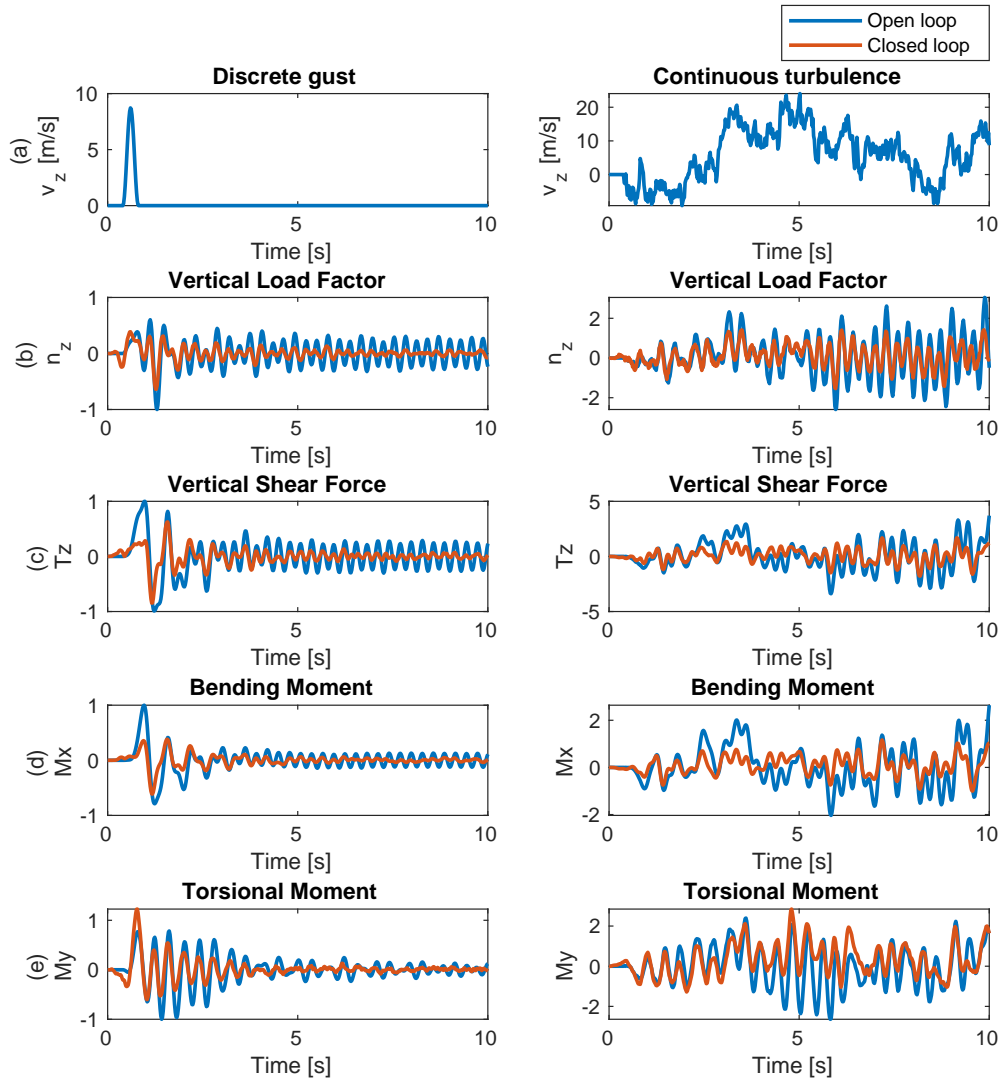 Open loop
Closed loop
Discrete gust
Continuous turbulence
(a)
v_z [m/s]
10
5
0
0 5 10
Time [s]
v_z [m/s]
20
10
0
0 5 10
Time [s]
Vertical Load Factor
Vertical Load Factor
(b)
n_z
1
0
-1
0 5 10
Time [s]
n_z
2
0
-2
0 5 10
Time [s]
Vertical Shear Force
Vertical Shear Force
(c)
Tz
1
0
-1
0 5 10
Time [s]
Tz
5
0
-5
0 5 10
Time [s]
Bending Moment
Bending Moment
(d)
Mx
1
0
-1
0 5 10
Time [s]
Mx
2
0
-2
0 5 10
Time [s]
Torsional Moment
Torsional Moment
(e)
My
1
0
-1
0 5 10
Time [s]
My
2
0
-2
0 5 10
Time [s]